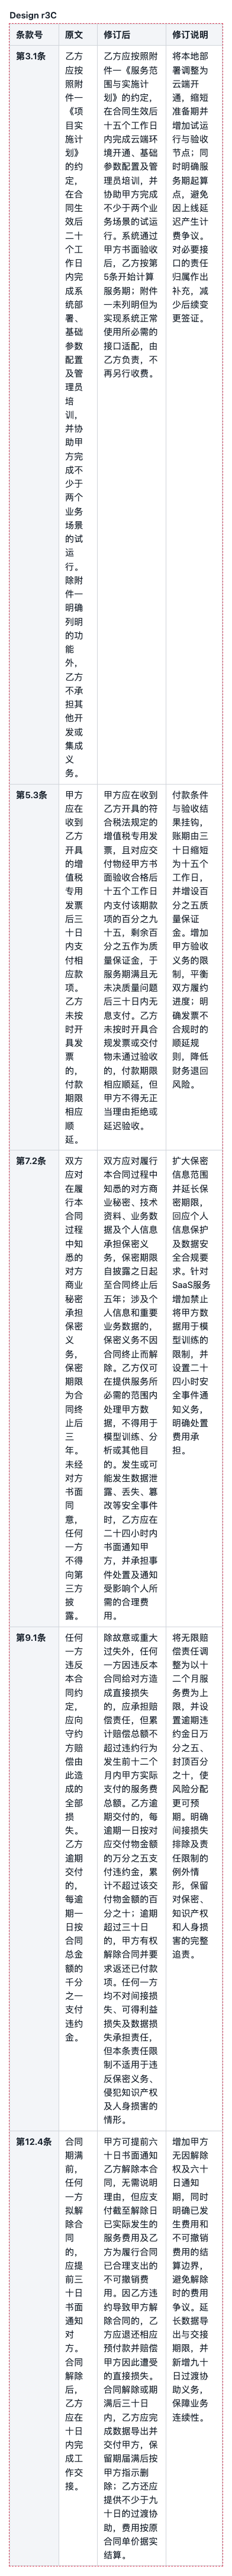 Design r3C
条款号
原文
修订后
修订说明
第3.1条
乙方
应按
照附
件一
《项
目实
施计
划》
的约
定，
在合
同生
效后
二十
个工
作日
内完
成系
统部
署、
基础
参数
配置
及管
理员
培
训，
并协
助甲
方完
成不
少于
两个
业务
场景
的试
运
行。
除附
件一
明确
列明
的功
能
外，
乙方
不承
担其
他开
发或
集成
义
务。
乙方应按照附
件一《服务范
围与实施计
划》的约定，
在合同生效后
十五个工作日
内完成云端环
境开通、基础
参数配置及管
理员培训，并
协助甲方完成
不少于两个业
务场景的试运
行。系统通过
甲方书面验收
后，乙方按第
5条开始计算
服务期；附件
一未列明但为
实现系统正常
使用所必需的
接口适配，由
乙方负责，不
再另行收费。
将本地部
署调整为
云端开
通，缩短
准备期并
增加试运
行与验收
节点；同
时明确服
务期起算
点，避免
因上线延
迟产生计
费争议。
对必要接
口的责任
归属作出
补充，减
少后续变
更签证。
第5.3条
甲方
应在
收到
乙方
开具
的增
值税
专用
发票
后三
十日
内支
付相
应款
项。
乙方
未按
时开
具发
票
的，
付款
期限
相应
顺
延。
甲方应在收到
乙方开具的符
合税法规定的
增值税专用发
票，且对应交
付物经甲方书
面验收合格后
十五个工作日
内支付该期款
项的百分之九
十五，剩余百
分之五作为质
量保证金，于
服务期满且无
未决质量问题
后三十日内无
息支付。乙方
未按时开具合
规发票或交付
物未通过验收
的，付款期限
相应顺延，但
甲方不得无正
当理由拒绝或
延迟验收。
付款条件
与验收结
果挂钩，
账期由三
十日缩短
为十五个
工作日，
并增设百
分之五质
量保证
金。增加
甲方验收
义务的限
制，平衡
双方履约
进度；明
确发票不
合规时的
顺延规
则，降低
财务退回
风险。
第7.2条
双方
应对
在履
行本
合同
过程
中知
悉的
对方
商业
秘密
承担
保密
义
务，
保密
期限
为合
同终
止后
三
年。
未经
对方
书面
同
意，
任何
一方
不得
向第
三方
披
露。
双方应对履行
本合同过程中
知悉的对方商
业秘密、技术
资料、业务数
据及个人信息
承担保密义
务，保密期限
自披露之日起
至合同终止后
五年；涉及个
人信息和重要
业务数据的，
保密义务不因
合同终止而解
除。乙方仅可
在提供服务所
必需的范围内
处理甲方数
据，不得用于
模型训练、分
析或其他目
的。发生或可
能发生数据泄
露、丢失、篡
改等安全事件
时，乙方应在
二十四小时内
书面通知甲
方，并承担事
件处置及通知
受影响个人所
需的合理费
用。
扩大保密
信息范围
并延长保
密期限，
回应个人
信息保护
及数据安
全合规要
求。针对
SaaS服务
增加禁止
将甲方数
据用于模
型训练的
限制，并
设置二十
四小时安
全事件通
知义务，
明确处置
费用承
担。
第9.1条
任何
一方
违反
本合
同约
定，
应向
守约
方赔
偿由
此造
成的
全部
损
失。
乙方
逾期
交付
的，
每逾
期一
日按
合同
总金
额的
千分
之一
支付
违约
金。
除故意或重大
过失外，任何
一方因违反本
合同给对方造
成直接损失
的，应承担赔
偿责任，但累
计赔偿总额不
超过违约行为
发生前十二个
月内甲方实际
支付的服务费
总额。乙方逾
期交付的，每
逾期一日按对
应交付物金额
的万分之五支
付违约金，累
计不超过该交
付物金额的百
分之十；逾期
超过三十日
的，甲方有权
解除合同并要
求返还已付款
项。任何一方
均不对间接损
失、可得利益
损失及数据损
失承担责任，
但本条责任限
制不适用于违
反保密义务、
侵犯知识产权
及人身损害的
情形。
将无限赔
偿责任调
整为以十
二个月服
务费为上
限，并设
置逾期违
约金日万
分之五、
封顶百分
之十，使
风险分配
更可预
期。明确
间接损失
排除及责
任限制的
例外情
形，保留
对保密、
知识产权
和人身损
害的完整
追责。
第12.4条
合同
期满
前，
任何
一方
拟解
除合
同
的，
应提
前三
十日
书面
通知
对
方。
合同
解除
后，
乙方
应在
十日
内完
成工
作交
接。
甲方可提前六
十日书面通知
乙方解除本合
同，无需说明
理由，但应支
付截至解除日
已实际发生的
服务费用及乙
方为履行合同
已合理支出的
不可撤销费
用。因乙方违
约导致甲方解
除合同的，乙
方应退还相应
预付款并赔偿
甲方因此遭受
的直接损失。
合同解除或期
满后三十日
内，乙方应完
成数据导出并
交付甲方，保
留期届满后按
甲方指示删
除；乙方还应
提供不少于九
十日的过渡协
助，费用按原
合同单价据实
结算。
增加甲方
无因解除
权及六十
日通知
期，同时
明确已发
生费用和
不可撤销
费用的结
算边界，
避免解除
时的费用
争议。延
长数据导
出与交接
期限，并
新增九十
日过渡协
助义务，
保障业务
连续性。